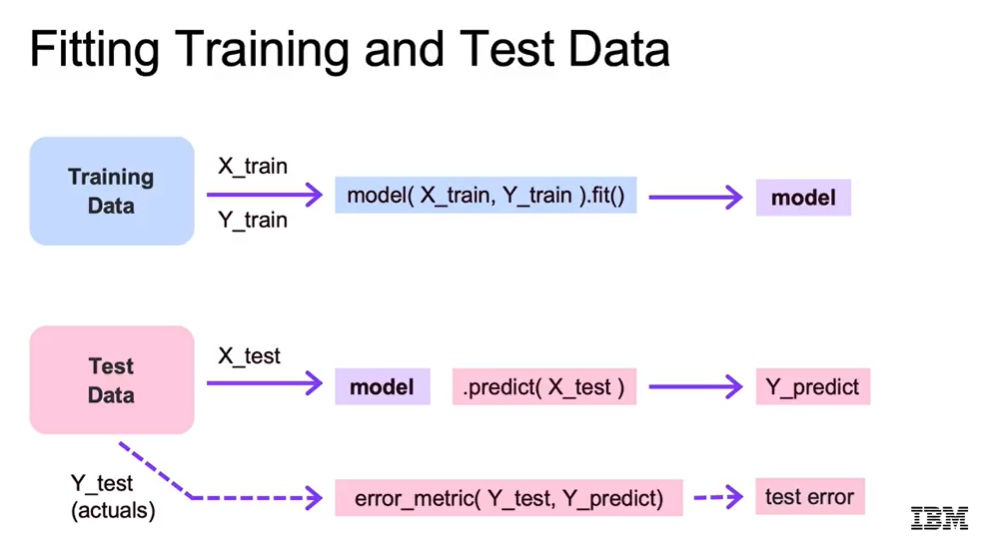 Fitting Training and Test Data
Training
Data
X_train
Y_train
model( X_train, Y_train ).fit()
model
Test
Data
X_test
model
.predict( X_test )
Y_predict
Y_test
(actuals)
error_metric( Y_test, Y_predict)
test error
IBM